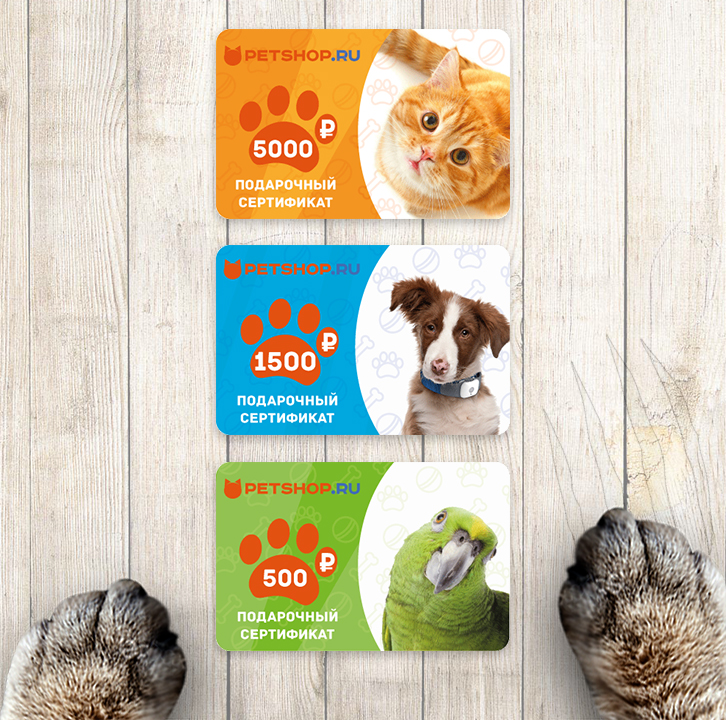 PETSHOP.RU
5000 ₽
ПОДАРОЧНЫЙ
СЕРТИФИКАТ
PETSHOP.RU
1500 ₽
ПОДАРОЧНЫЙ
СЕРТИФИКАТ
PETSHOP.RU
500 ₽
ПОДАРОЧНЫЙ
СЕРТИФИКАТ